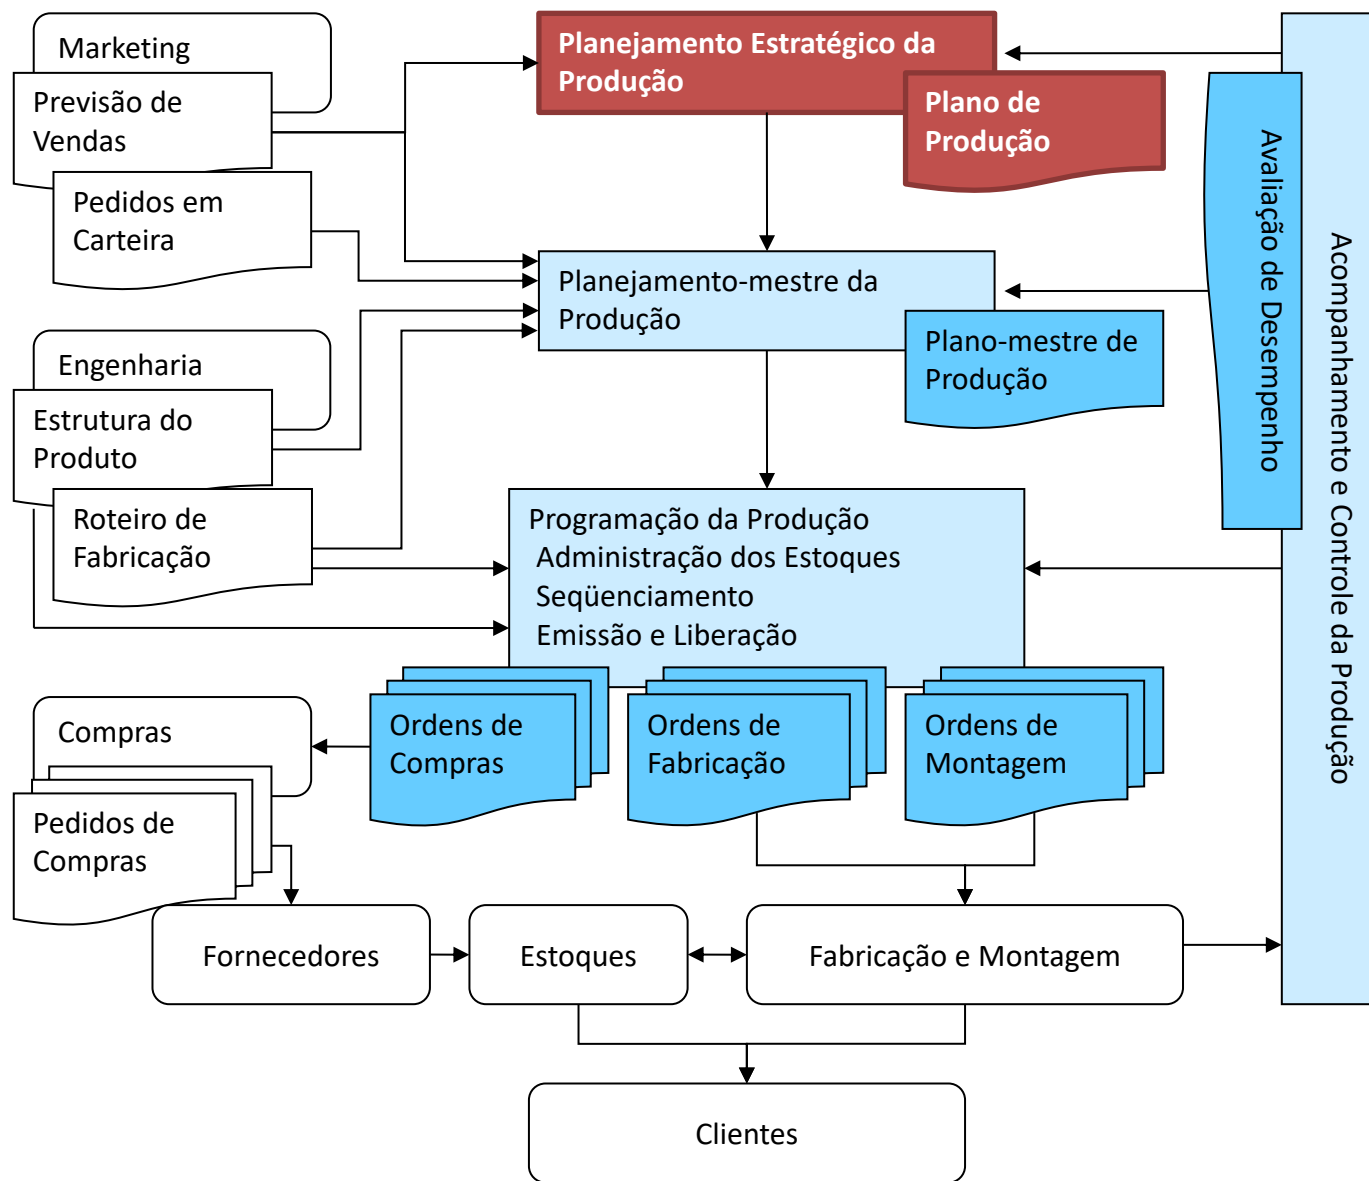 Marketing
Previsão de
Vendas
Pedidos em
Carteira
Planejamento Estratégico da
Produção
Plano de
Produção
Planejamento-mestre da
Produção
Plano-mestre de
Produção
Engenharia
Estrutura do
Produto
Roteiro de
Fabricação
Programação da Produção
Administração dos Estoques
Seqüenciamento
Emissão e Liberação
Avaliação de Desempenho
Acompanhamento e Controle da Produção
Compras
Pedidos de
Compras
Ordens de
Compras
Ordens de
Fabricação
Ordens de
Montagem
Fornecedores
Estoques
Fabricação e Montagem
Clientes